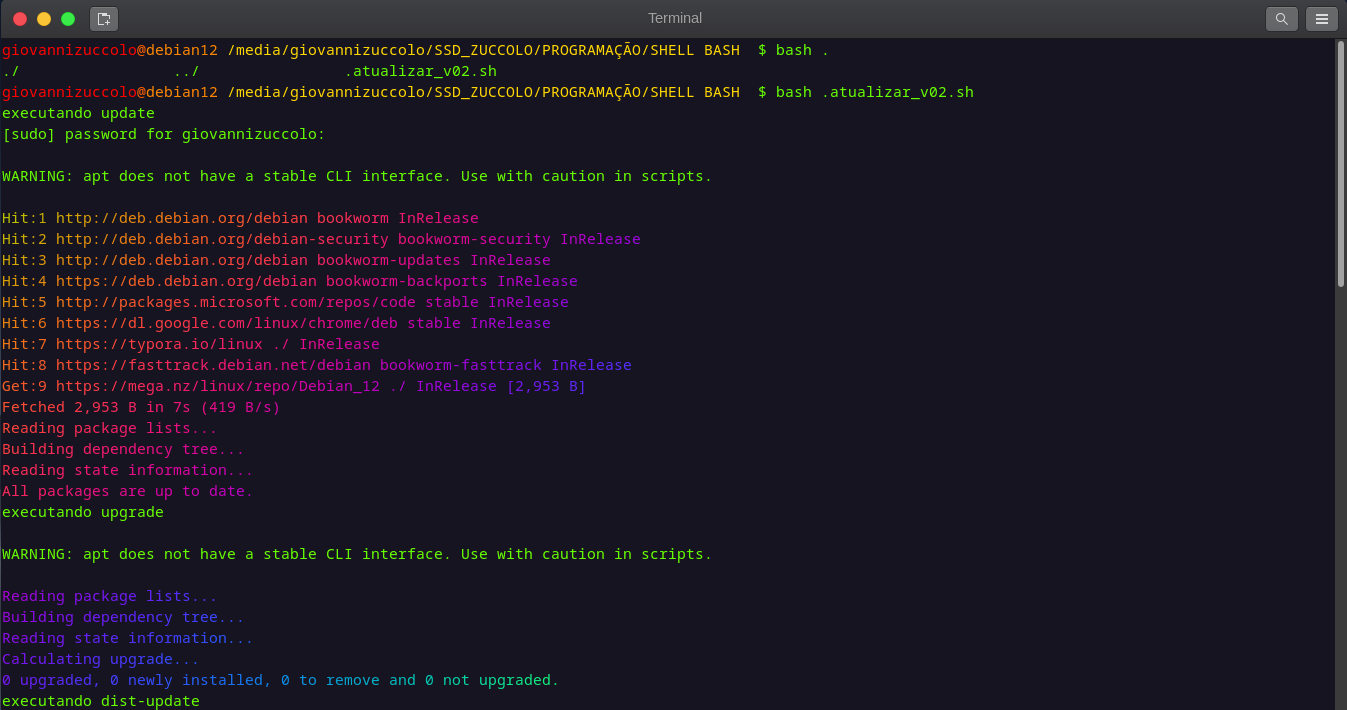 Terminal
giovannizuccolo@debian12 /media/giovannizuccolo/SSD_ZUCCOLO/PROGRAMAÇÃO/SHELL BASH  $ bash .
./                 ../                .atualizar_v02.sh
giovannizuccolo@debian12 /media/giovannizuccolo/SSD_ZUCCOLO/PROGRAMAÇÃO/SHELL BASH  $ bash .atualizar_v02.sh
executando update
[sudo] password for giovannizuccolo:
WARNING: apt does not have a stable CLI interface. Use with caution in scripts.
Hit:1 http://deb.debian.org/debian bookworm InRelease
Hit:2 http://deb.debian.org/debian-security bookworm-security InRelease
Hit:3 http://deb.debian.org/debian bookworm-updates InRelease
Hit:4 https://deb.debian.org/debian bookworm-backports InRelease
Hit:5 http://packages.microsoft.com/repos/code stable InRelease
Hit:6 https://dl.google.com/linux/chrome/deb stable InRelease
Hit:7 https://typora.io/linux ./ InRelease
Hit:8 https://fasttrack.debian.net/debian bookworm-fasttrack InRelease
Get:9 https://mega.nz/linux/repo/Debian_12 ./ InRelease [2,953 B]
Fetched 2,953 B in 7s (419 B/s)
Reading package lists...
Building dependency tree...
Reading state information...
All packages are up to date.
executando upgrade
WARNING: apt does not have a stable CLI interface. Use with caution in scripts.
Reading package lists...
Building dependency tree...
Reading state information...
Calculating upgrade...
0 upgraded, 0 newly installed, 0 to remove and 0 not upgraded.
executando dist-update